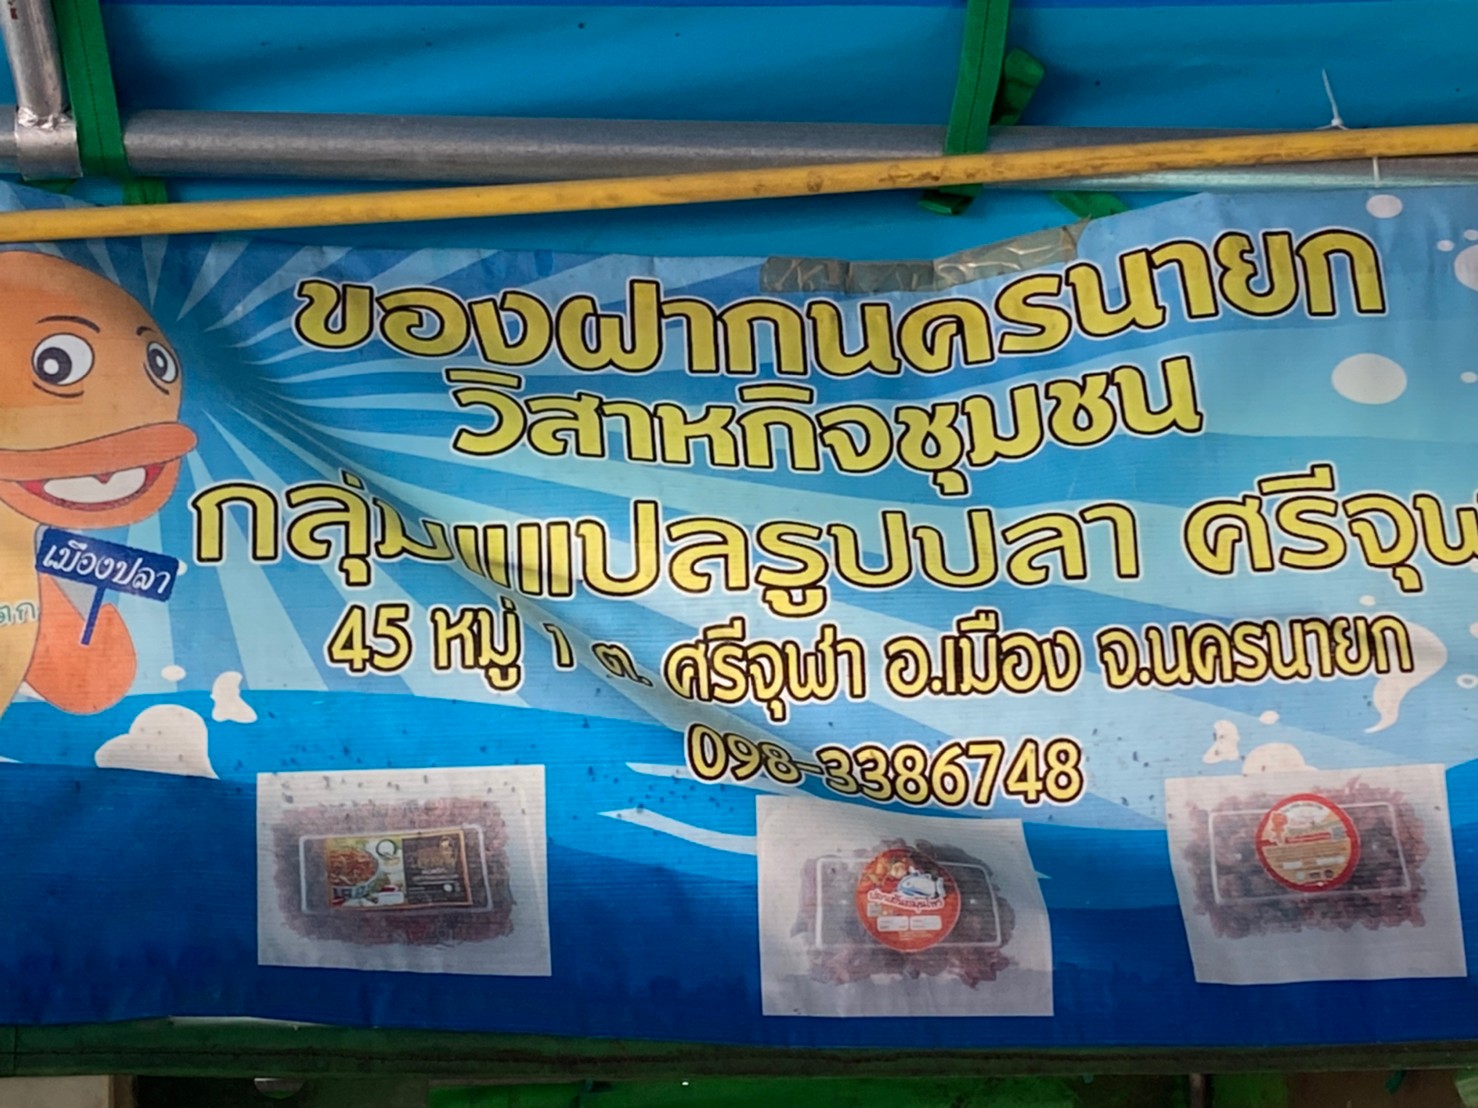 ของฝากนครนายก
วิสาหกิจชุมชน
กลุ่มแปลรูปปลา ศรีจุฬ
45 หมู่ 1 ต. ศรีจุฬา อ.เมือง จ.นครนายก
098-3386748
เมืองปลา